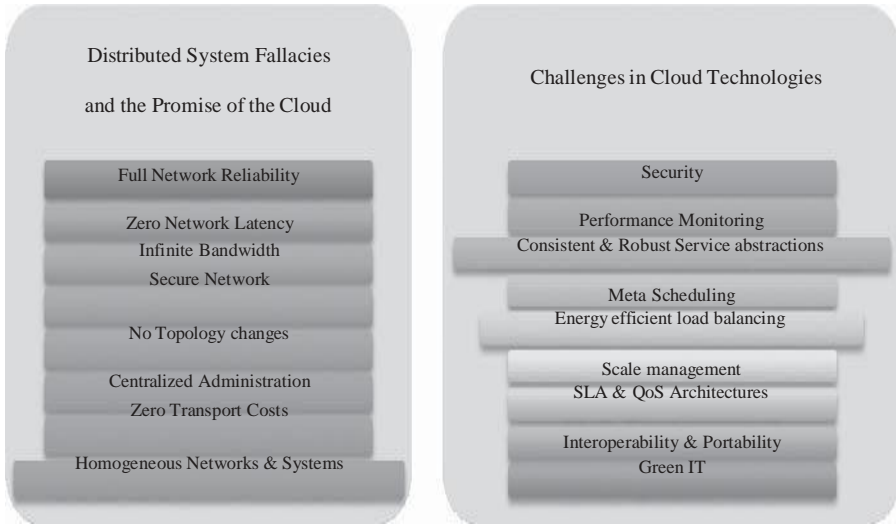 Distributed System Fallacies
and the Promise of the Cloud
Full Network Reliability
Zero Network Latency
Infinite Bandwidth
Secure Network
No Topology changes
Centralized Administration
Zero Transport Costs
Homogeneous Networks & Systems
Challenges in Cloud Technologies
Security
Performance Monitoring
Consistent & Robust Service abstractions
Meta Scheduling
Energy efficient load balancing
Scale management
SLA & QoS Architectures
Interoperability & Portability
Green IT